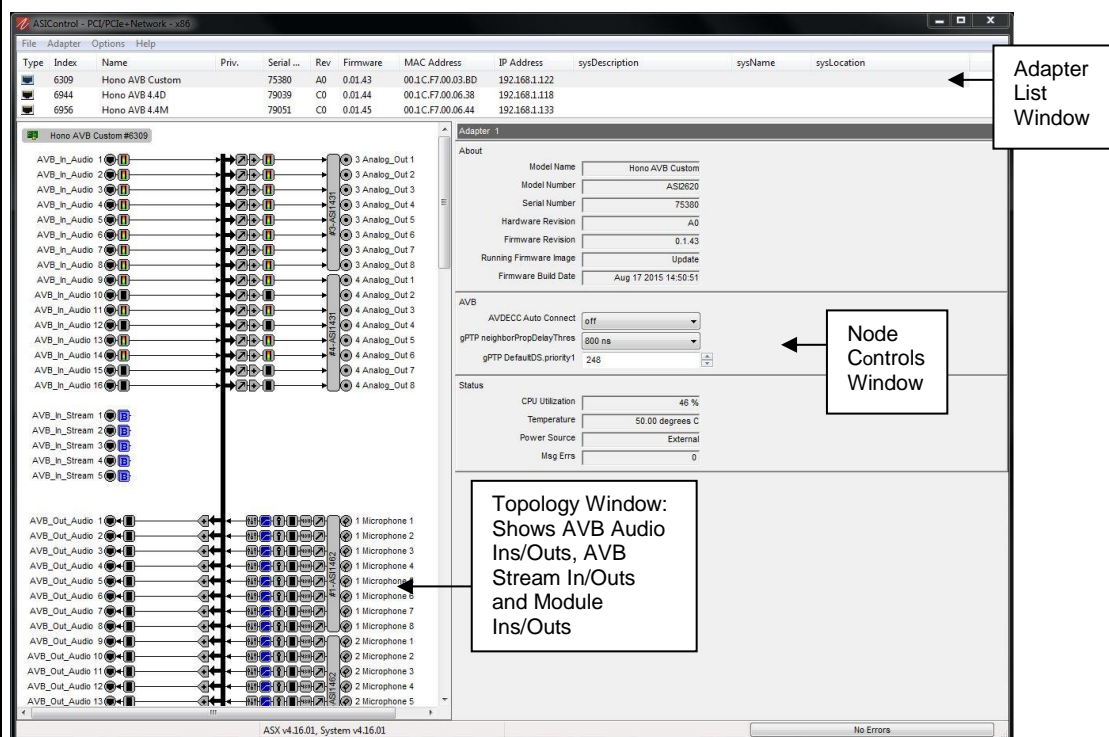 ASIControl - PCI/PCIe+Network - x86
File Adapter Options Help
Type Index Name Priv. Serial ... Rev Firmware MAC Address IP Address sysDescription sysName sysLocation
6309 Hono AVB Custom 75380 A0 0.01.43 00.1C.F7.00.03.BD 192.168.1.122
6944 Hono AVB 4.4D 79039 C0 0.01.44 00.1C.F7.00.06.38 192.168.1.118
6956 Hono AVB 4.4M 79051 C0 0.01.45 00.1C.F7.00.06.44 192.168.1.133
Adapter
List
Window
Hono AVB Custom #6309
AVB_In_Audio 1 3 Analog_Out 1
AVB_In_Audio 2 3 Analog_Out 2
AVB_In_Audio 3 3 Analog_Out 3
AVB_In_Audio 4 3 Analog_Out 4
AVB_In_Audio 5 3 Analog_Out 5
AVB_In_Audio 6 3 Analog_Out 6
AVB_In_Audio 7 3 Analog_Out 7
AVB_In_Audio 8 3 Analog_Out 8
#3-ASI1431
AVB_In_Audio 9 4 Analog_Out 1
AVB_In_Audio 10 4 Analog_Out 2
AVB_In_Audio 11 4 Analog_Out 3
AVB_In_Audio 12 4 Analog_Out 4
AVB_In_Audio 13 4 Analog_Out 5
AVB_In_Audio 14 4 Analog_Out 6
AVB_In_Audio 15 4 Analog_Out 7
AVB_In_Audio 16 4 Analog_Out 8
#4-ASI1431
AVB_In_Stream 1 B
AVB_In_Stream 2 B
AVB_In_Stream 3 B
AVB_In_Stream 4 B
AVB_In_Stream 5 B
AVB_Out_Audio 1 1 Microphone 1
AVB_Out_Audio 2 1 Microphone 2
AVB_Out_Audio 3 1 Microphone 3
AVB_Out_Audio 4 1 Microphone 4
AVB_Out_Audio 5 1 Microphone
AVB_Out_Audio 6 1 Microphone 6
AVB_Out_Audio 7 1 Microphone 7
AVB_Out_Audio 8 1 Microphone 8
#1-ASI1462
AVB_Out_Audio 9 2 Microphone 1
AVB_Out_Audio 10 2 Microphone 2
AVB_Out_Audio 11 2 Microphone 3
AVB_Out_Audio 12 2 Microphone 4
AVB_Out_Audio 13 2 Microphone 5
ASI1462
Adapter 1
About
Model Name Hono AVB Custom
Model Number ASI2620
Serial Number 75380
Hardware Revision A0
Firmware Revision 0.1.43
Running Firmware Image Update
Firmware Build Date Aug 17 2015 14:50:51
AVB
AVDECC Auto Connect off
gPTP neighborPropDelayThres 800 ns
gPTP DefaultDS.priority1 248
Node
Controls
Window
Status
CPU Utilization 46 %
Temperature 50.00 degrees C
Power Source External
Msg Errs 0
Topology Window:
Shows AVB Audio
Ins/Outs, AVB
Stream In/Outs
and Module
Ins/Outs
ASX v4.16.01, System v4.16.01
No Errors